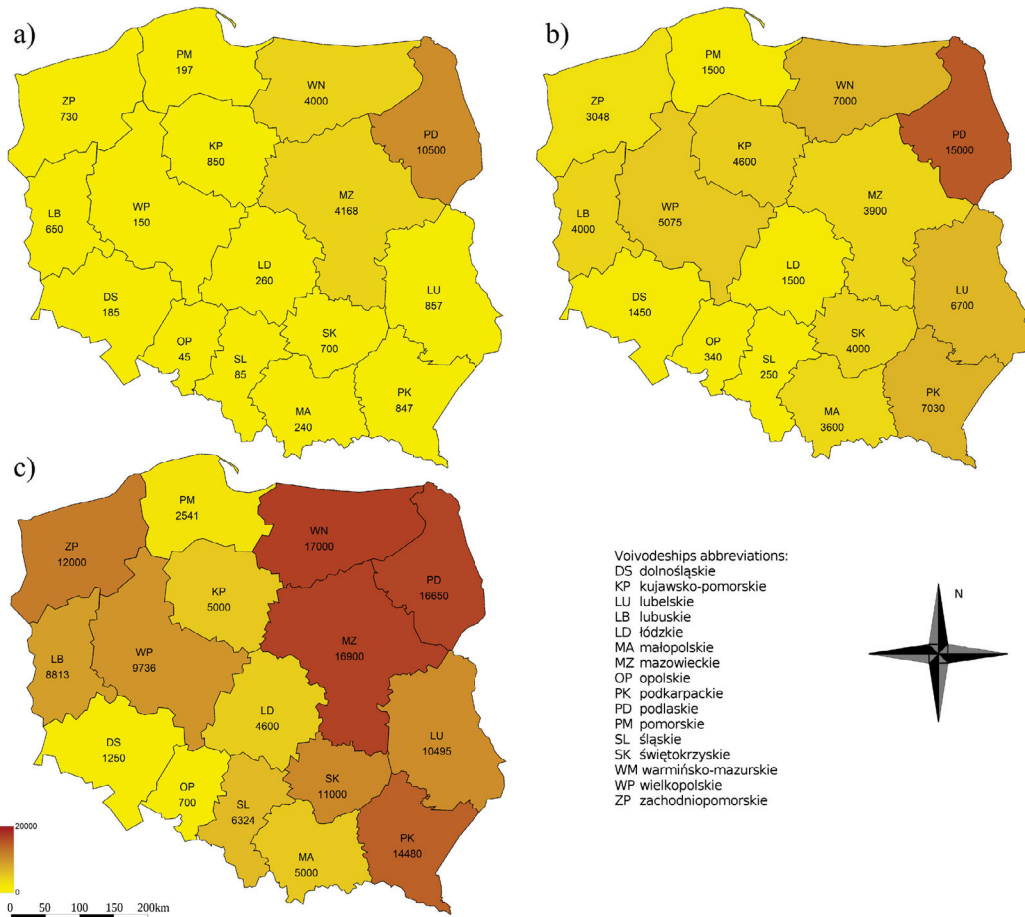 a)
PM
197
WN
4000
ZP
730
PD
10500
KP
850
MZ
4168
LB
650
WP
150
LD
260
LU
857
DS
185
SK
700
OP
45
SL
85
PK
847
MA
240
b)
PM
1500
WN
7000
ZP
3048
PD
15000
KP
4600
MZ
3900
LB
4000
WP
5075
LD
1500
LU
6700
DS
1450
SK
4000
OP
340
SL
250
PK
7030
MA
3600
c)
PM
2541
WN
17000
ZP
12000
PD
16650
KP
5000
MZ
16900
LB
8813
WP
9736
LD
4600
LU
10495
DS
1250
SK
11000
OP
700
SL
6324
PK
14480
MA
5000
20000
0
0 50 100 150 200km
Voivodeships abbreviations:
DS dolnośląskie
KP kujawsko-pomorskie
LU lubelskie
LB lubuskie
LD łódzkie
MA małopolskie
MZ mazowieckie
OP opolskie
PK podkarpackie
PD podlaskie
PM pomorskie
SL śląskie
SK świętokrzyskie
WM warmińsko-mazurskie
WP wielkopolskie
ZP zachodniopomorskie
N